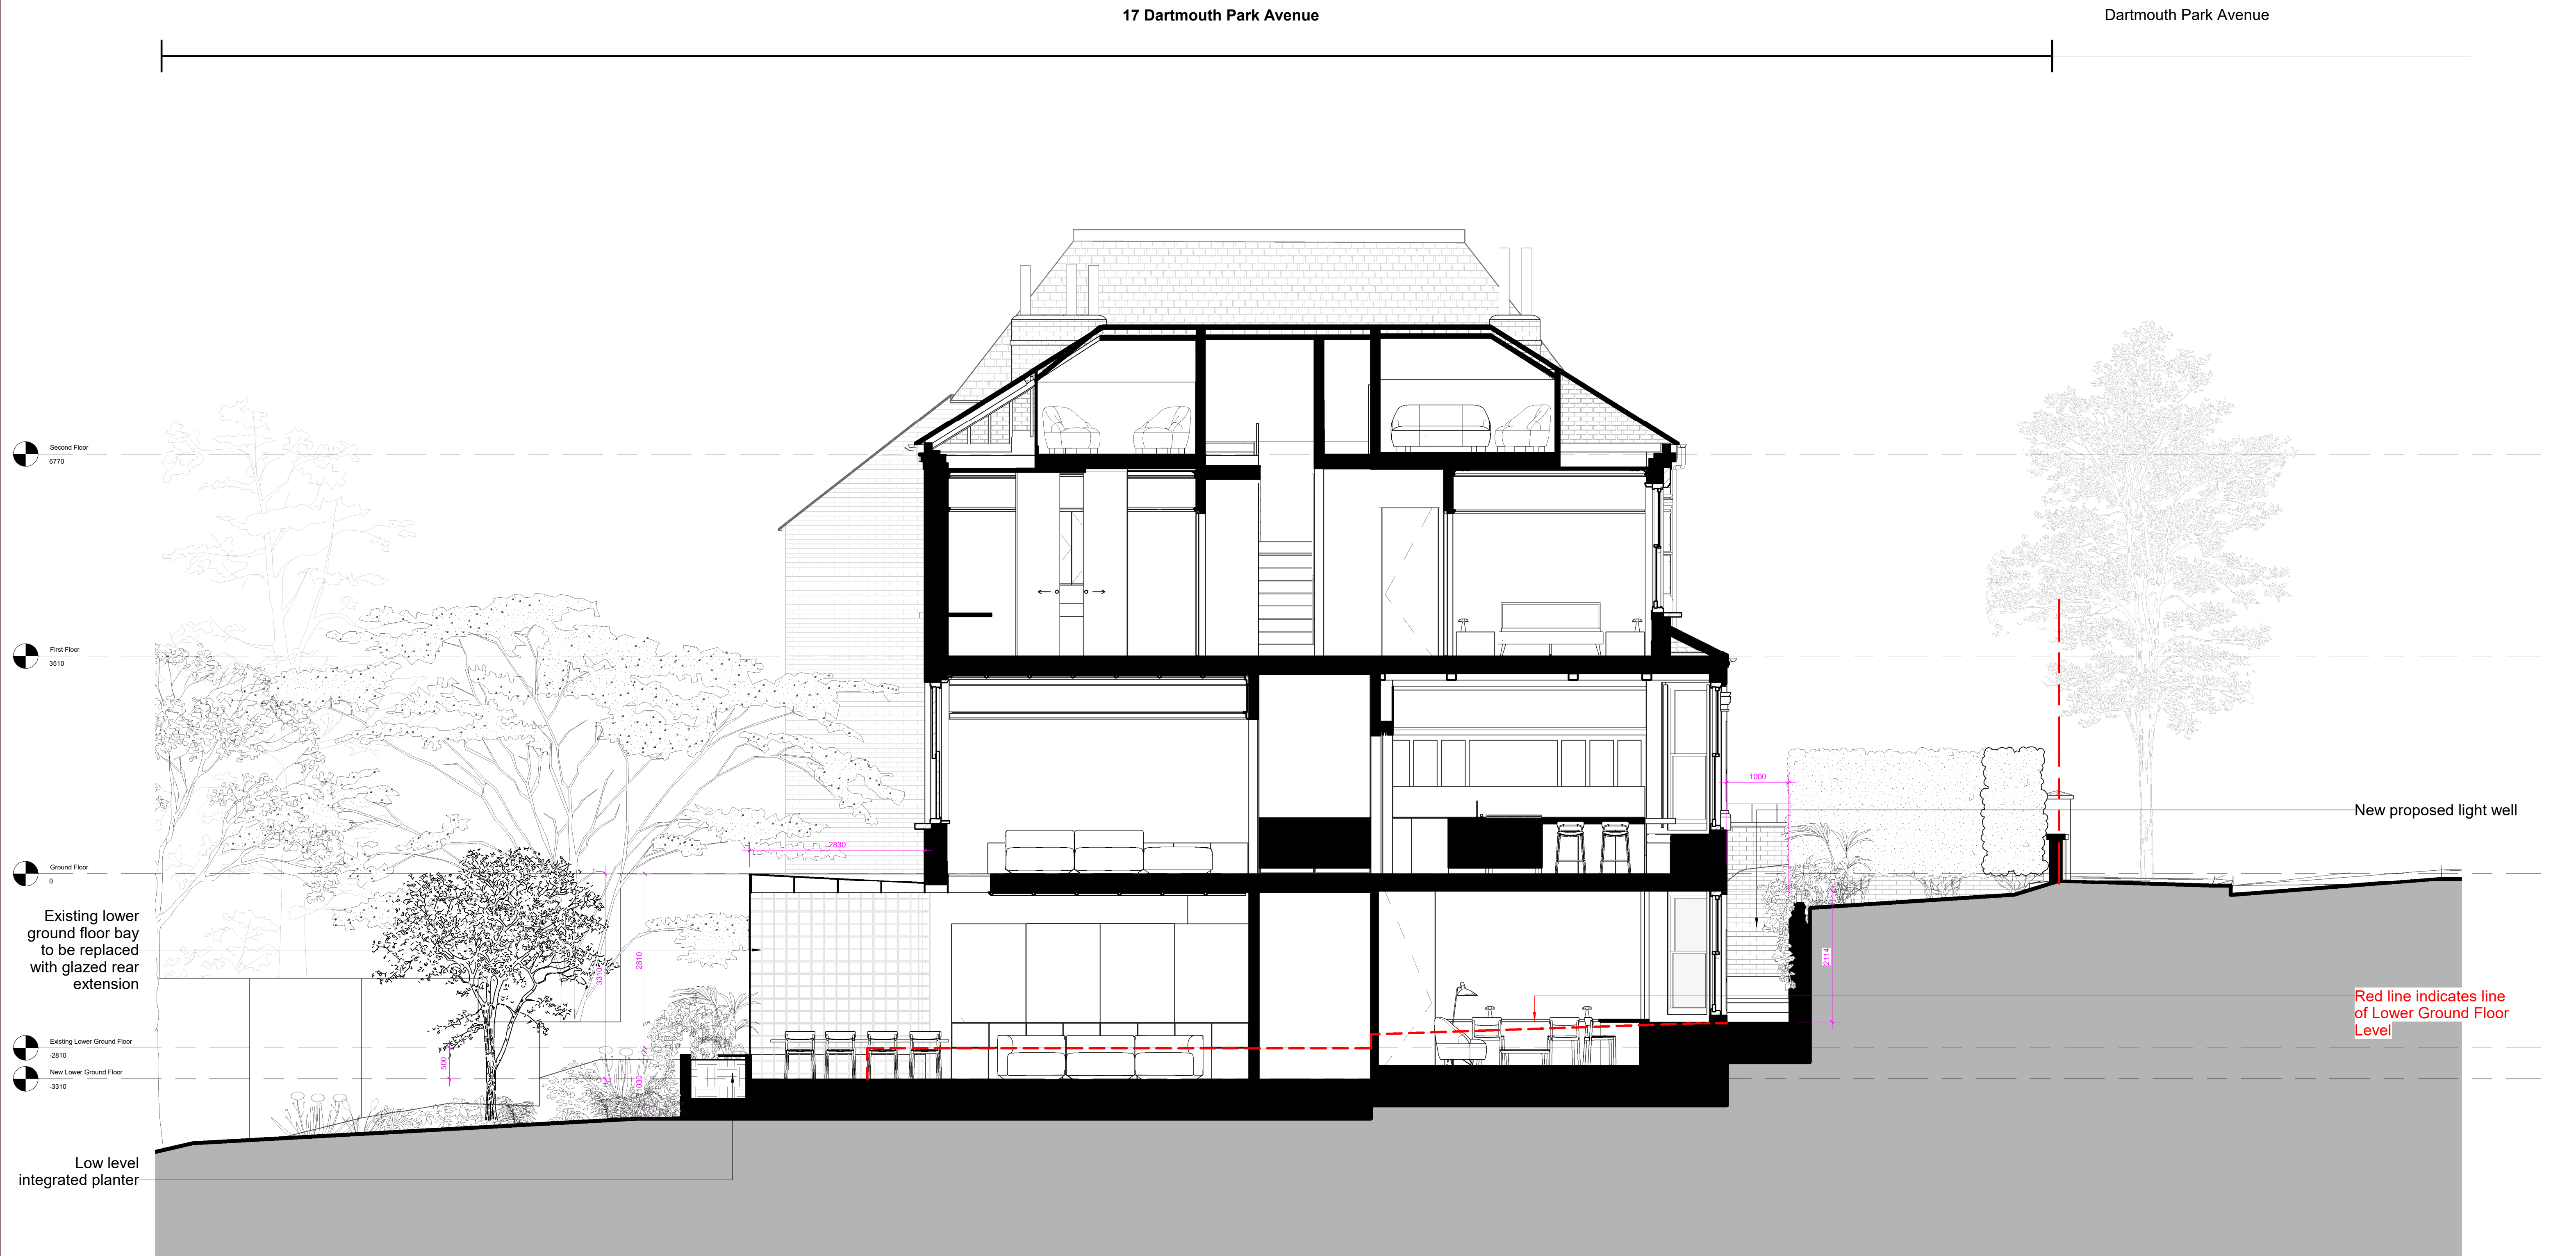 17 Dartmouth Park Avenue
Dartmouth Park Avenue
Second Floor
6770
First Floor
3510
1000
New proposed light well
2830
Ground Floor
0
Existing lower
ground floor bay
to be replaced
with glazed rear
extension
3310
2810
2114
Red line indicates line
of Lower Ground Floor
Level
Existing Lower Ground Floor
-2810
500
New Lower Ground Floor
-3310
1030
Low level
integrated planter